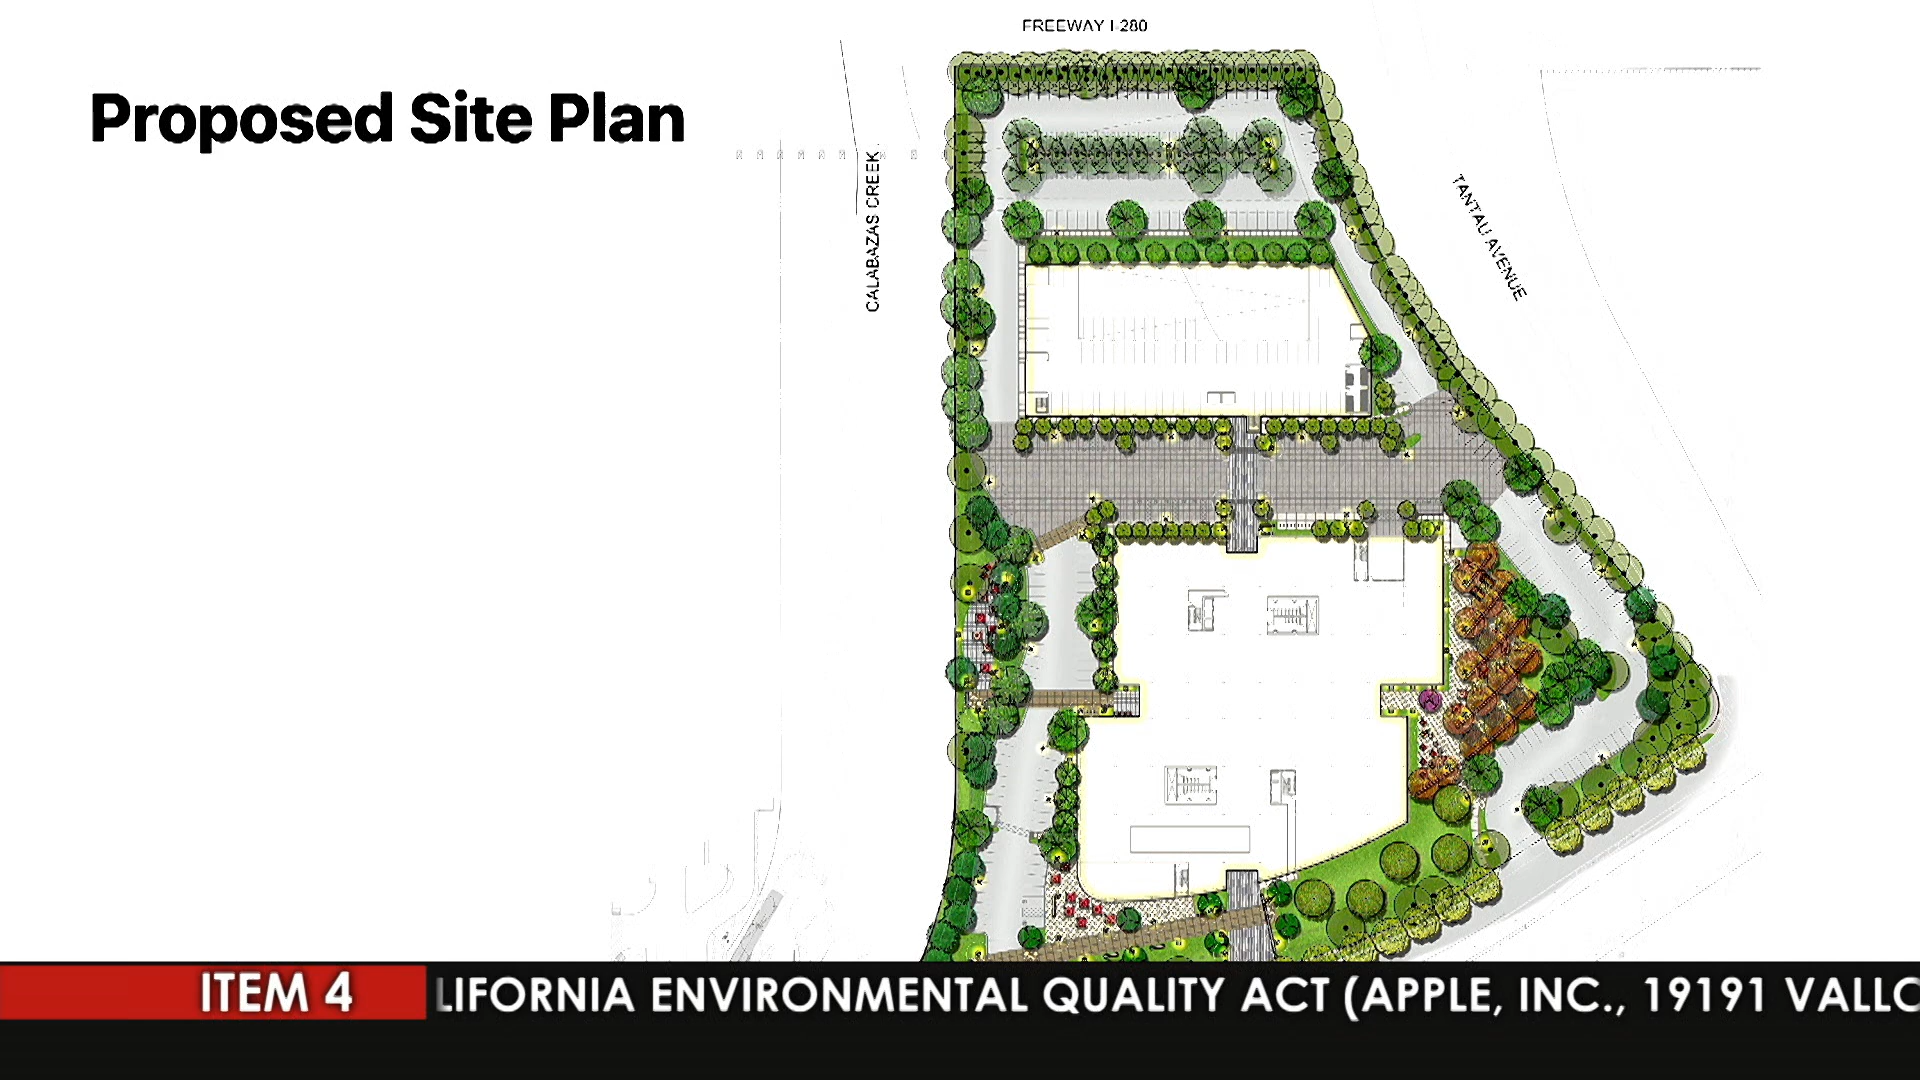 FREEWAY I-280
Proposed Site Plan
CALABAZAS CREEK
TANTAU AVENUE
ITEM 4
LIFORNIA ENVIRONMENTAL QUALITY ACT (APPLE, INC., 19191 VALLC